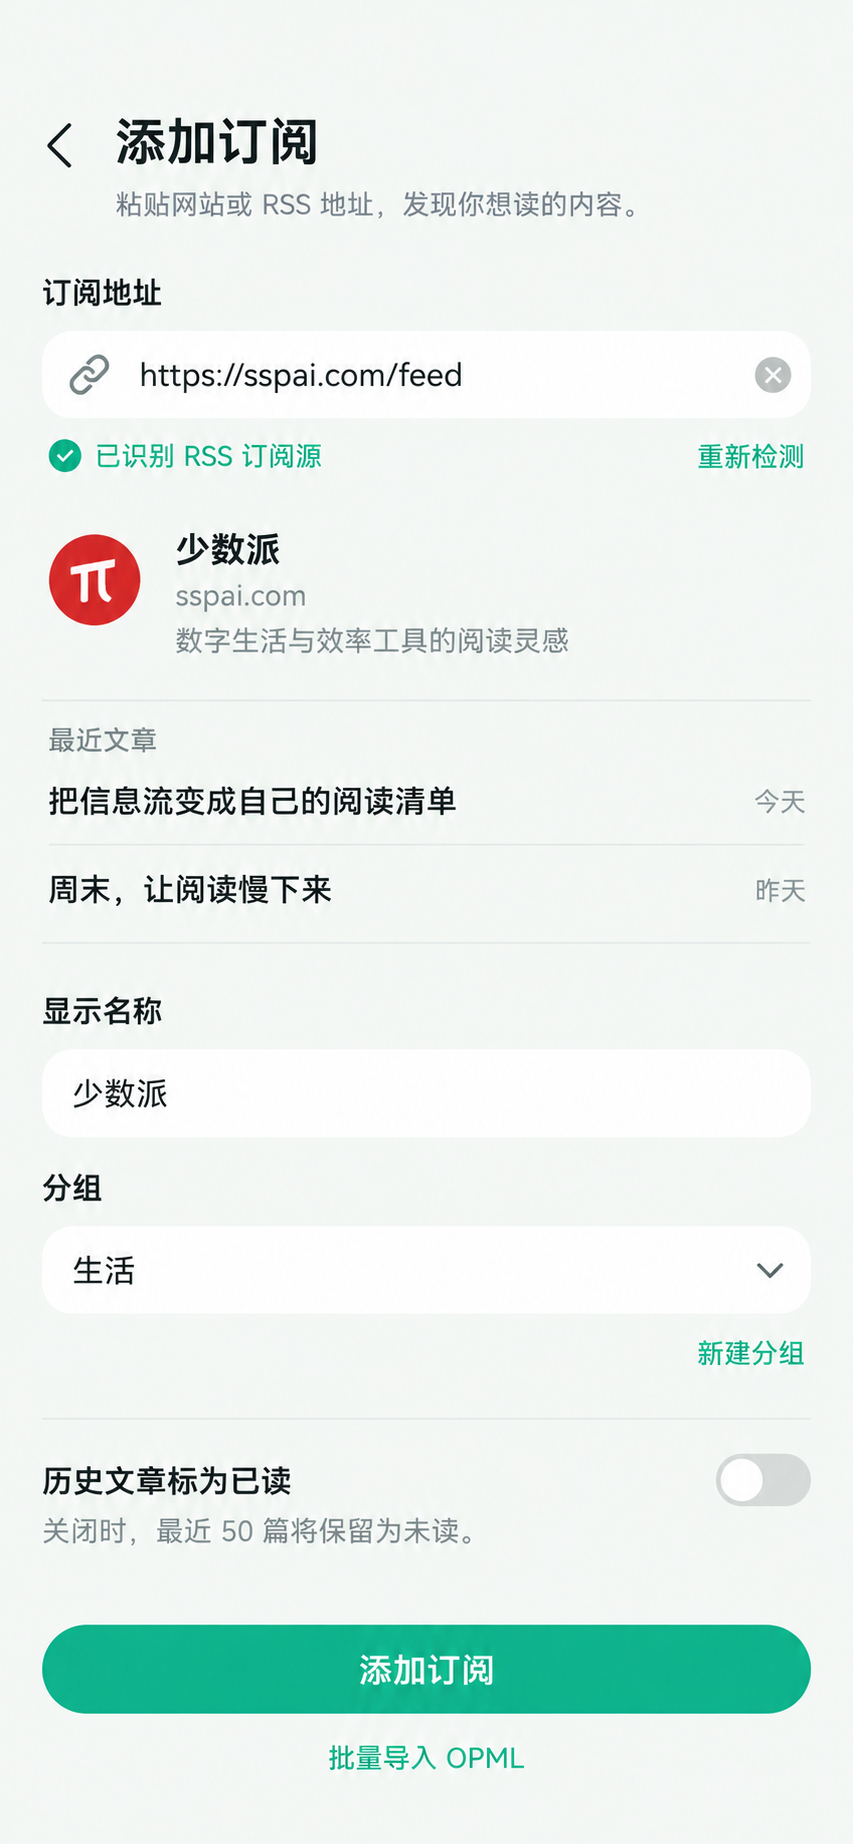 添加订阅
粘贴网站或 RSS 地址，发现你想读的内容。
订阅地址
https://sspai.com/feed
已识别 RSS 订阅源
重新检测
少数派
sspai.com
数字生活与效率工具的阅读灵感
最近文章
把信息流变成自己的阅读清单
今天
周末，让阅读慢下来
昨天
显示名称
少数派
分组
生活
新建分组
历史文章标为已读
关闭时，最近 50 篇将保留为未读。
添加订阅
批量导入 OPML